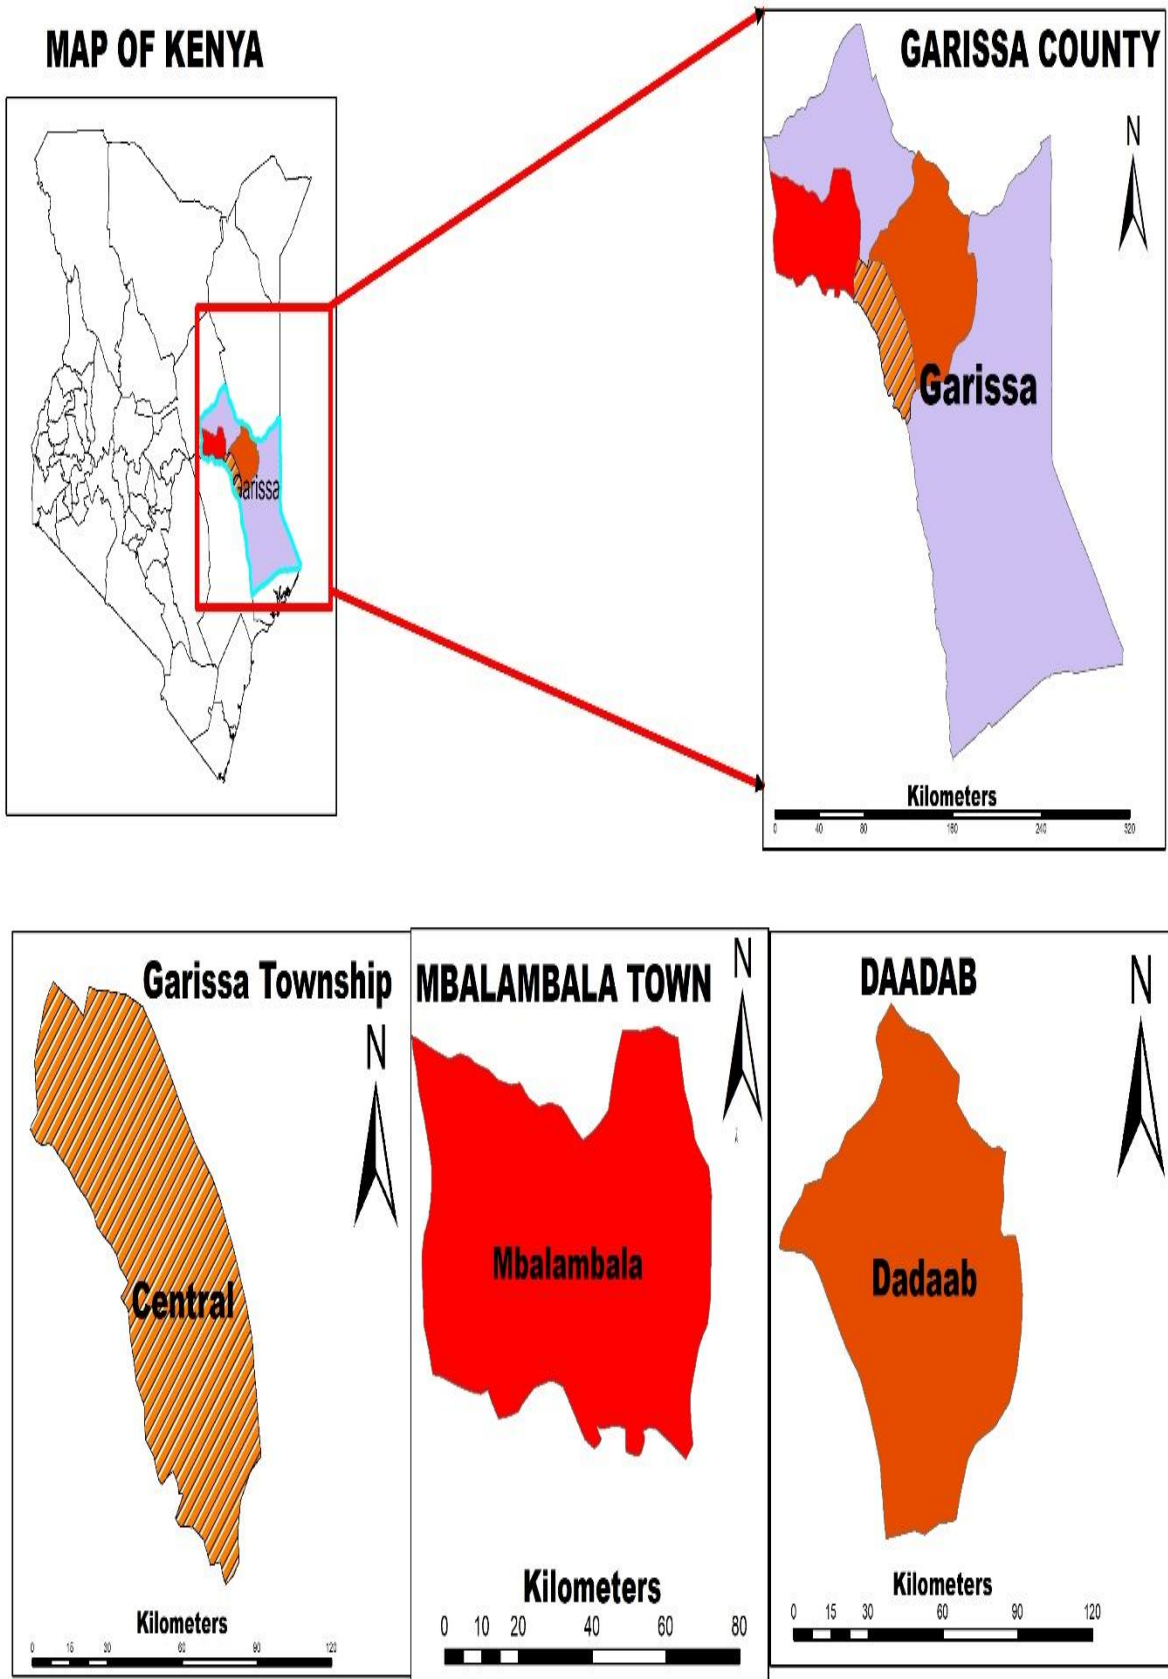 MAP OF KENYA
arissa
GARISSA COUNTY
N
Garissa
Kilometers
0 40 80 160 240 320
Garissa Township
N
Central
Kilometers
0 15 30 60 90 120
MBALAMBALA TOWN
N
Mbalambala
Kilometers
0 10 20 40 60 80
DAADAB
N
Dadaab
Kilometers
0 15 30 60 90 120